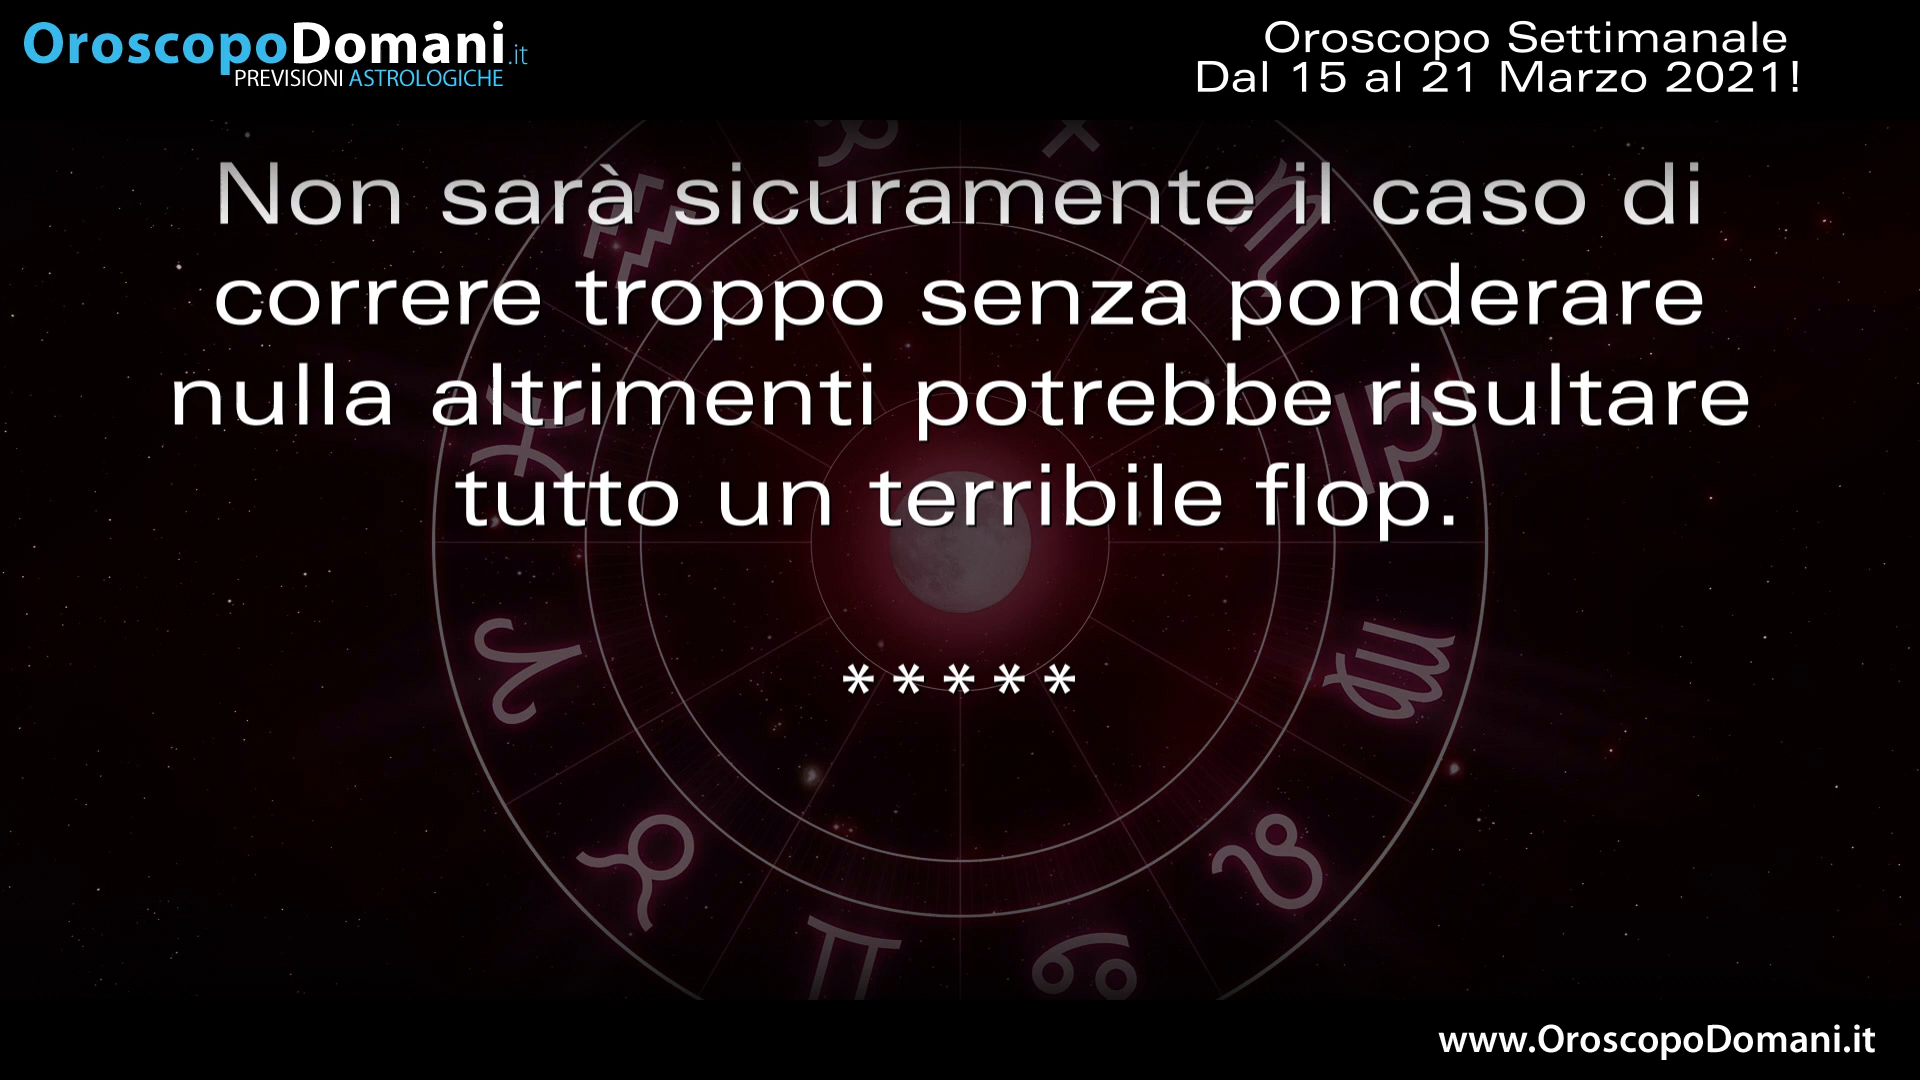 OroscopoDomani.it
PREVISIONI ASTROLOGICHE
Oroscopo Settimanale
Dal 15 al 21 Marzo 2021!
Non sarà sicuramente il caso di
correre troppo senza ponderare
nulla altrimenti potrebbe risultare
tutto un terribile flop.
*****
www.OroscopoDomani.it